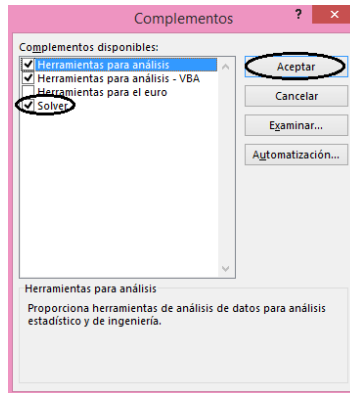 Complementos
? ×
Complementos disponibles:
Herramientas para análisis
Herramientas para análisis - VBA
Herramientas para el euro
Solver
Aceptar
Cancelar
Examinar...
Automatización...
Herramientas para análisis
Proporciona herramientas de análisis de datos para análisis
estadístico y de ingeniería.